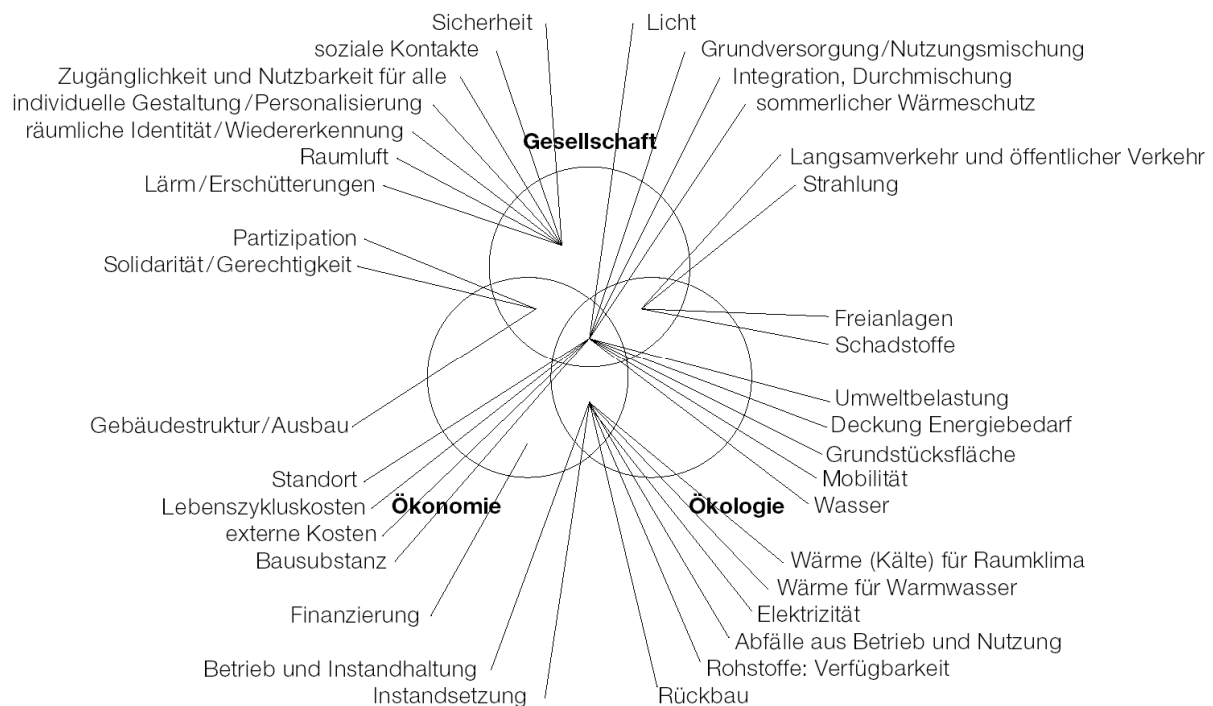 Sicherheit
Licht
soziale Kontakte
Grundversorgung/Nutzungsmischung
Zugänglichkeit und Nutzbarkeit für alle
Integration, Durchmischung
individuelle Gestaltung/Personalisierung
sommerlicher Wärmeschutz
räumliche Identität/Wiedererkennung
Gesellschaft
Raumluft
Langsamverkehr und öffentlicher Verkehr
Lärm/Erschütterungen
Strahlung
Partizipation
Solidarität/Gerechtigkeit
Freianlagen
Schadstoffe
Umweltbelastung
Gebäudestruktur/Ausbau
Deckung Energiebedarf
Grundstücksfläche
Standort
Mobilität
Lebenszykluskosten
Ökonomie
Ökologie
Wasser
externe Kosten
Bausubstanz
Wärme (Kälte) für Raumklima
Wärme für Warmwasser
Finanzierung
Elektrizität
Abfälle aus Betrieb und Nutzung
Betrieb und Instandhaltung
Rohstoffe: Verfügbarkeit
Instandsetzung
Rückbau